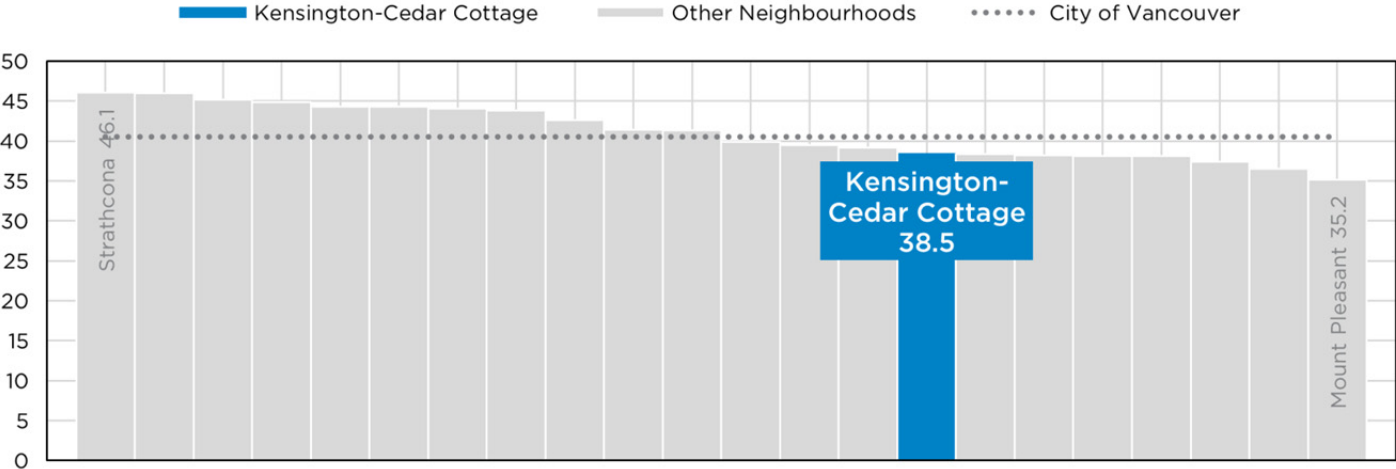 Kensington-Cedar Cottage
Other Neighbourhoods
City of Vancouver
50
45
40
35
30
25
20
15
10
5
0
Strathcona 46.1
Kensington-
Cedar Cottage
38.5
Mount Pleasant 35.2